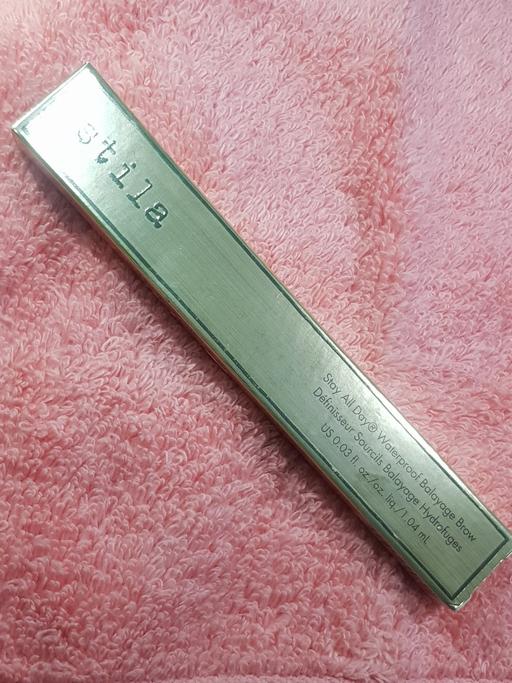 stila
Stay All Day® Waterproof Balayage Brow
Définisseur Sourcils Balayage Hydrofuges
US 0.03 fl oz./oz. liq./1.04 mL